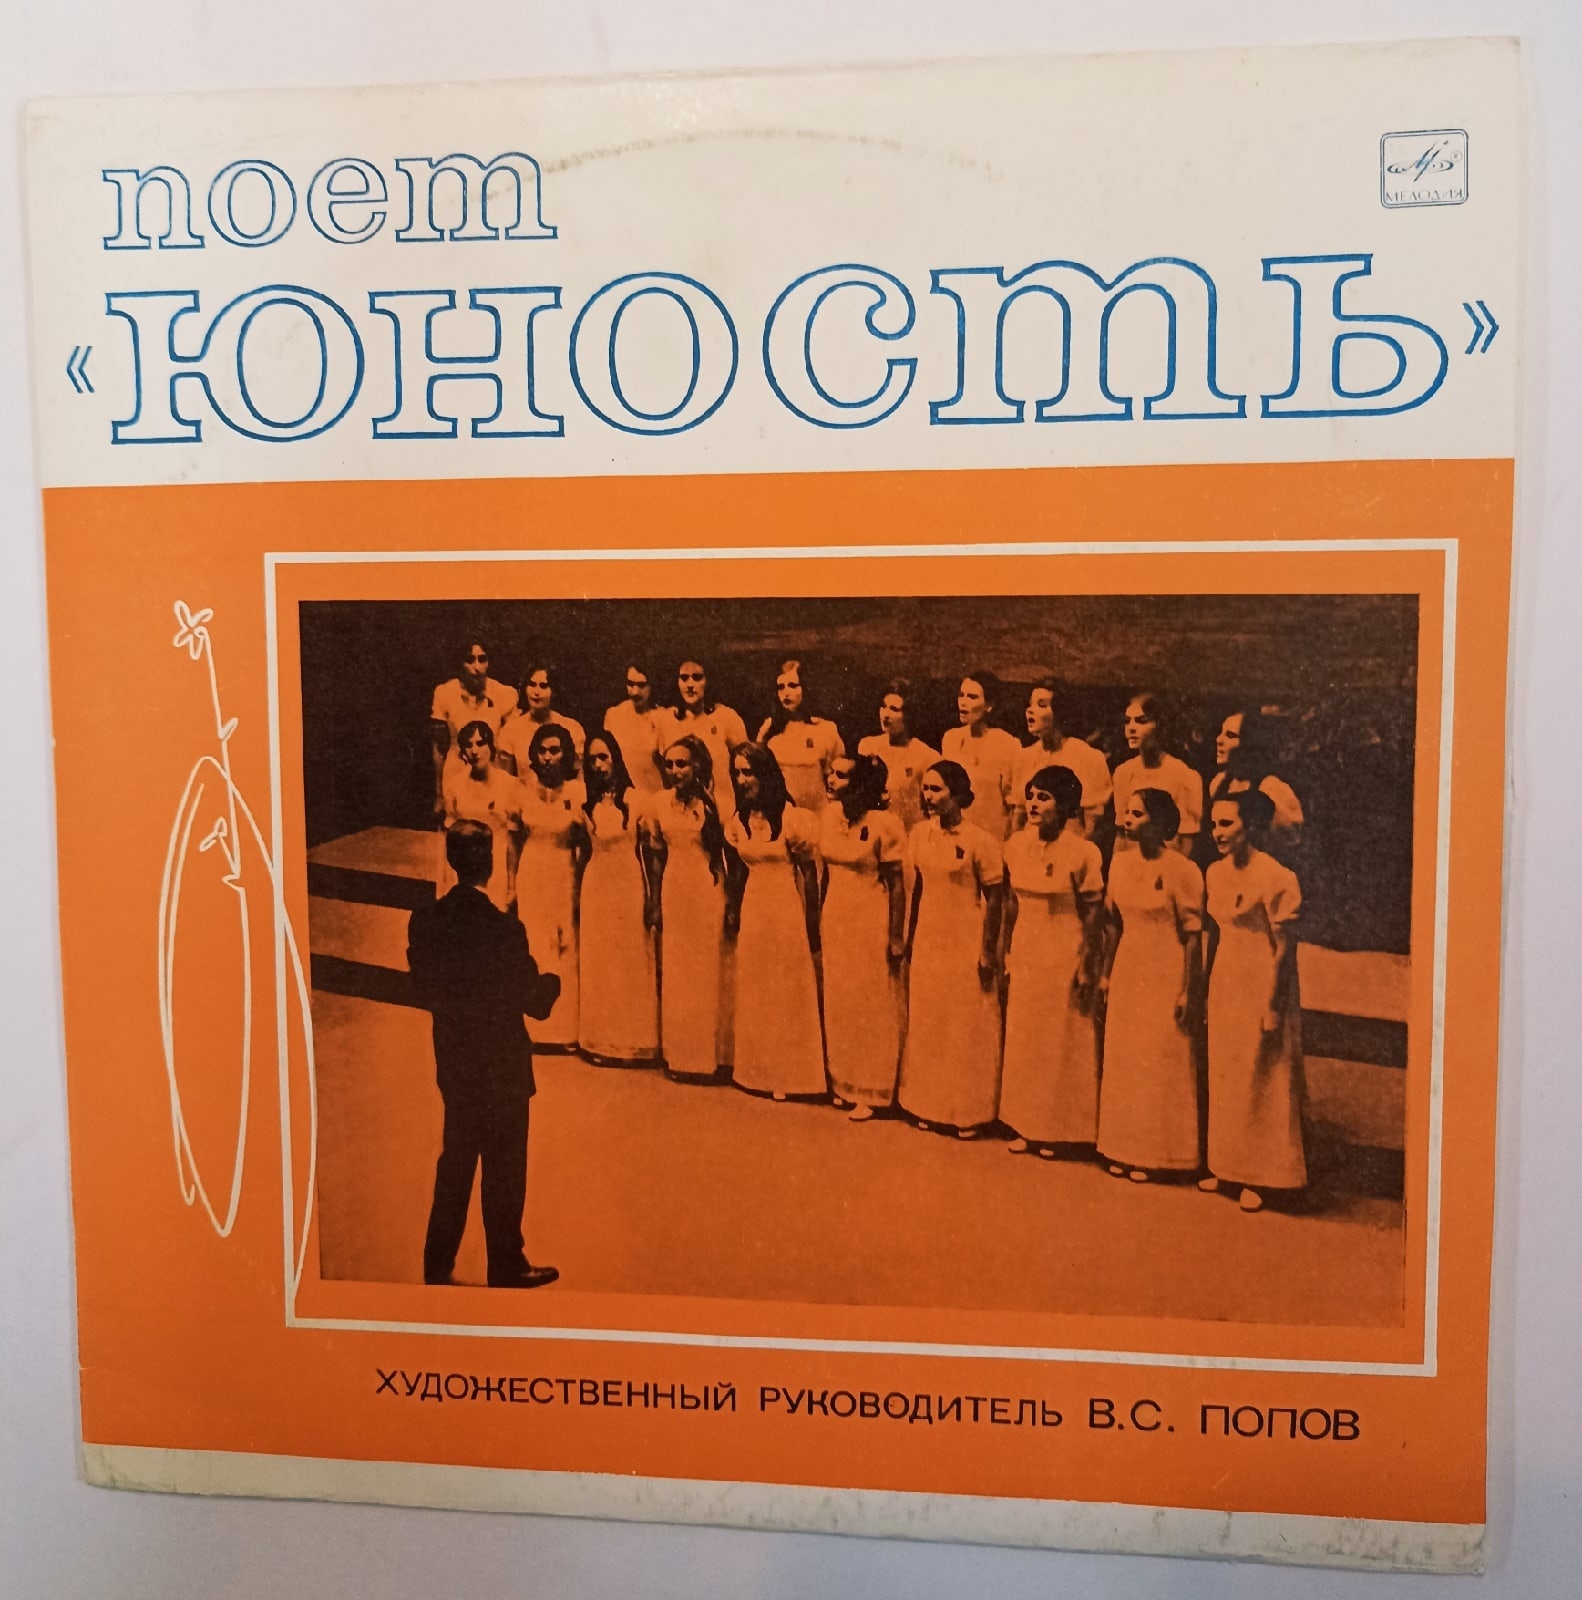 поет
МЕЛОДИЯ
«ЮНОСТЬ»
ХУДОЖЕСТВЕННЫЙ РУКОВОДИТЕЛЬ В.С. ПОПОВ